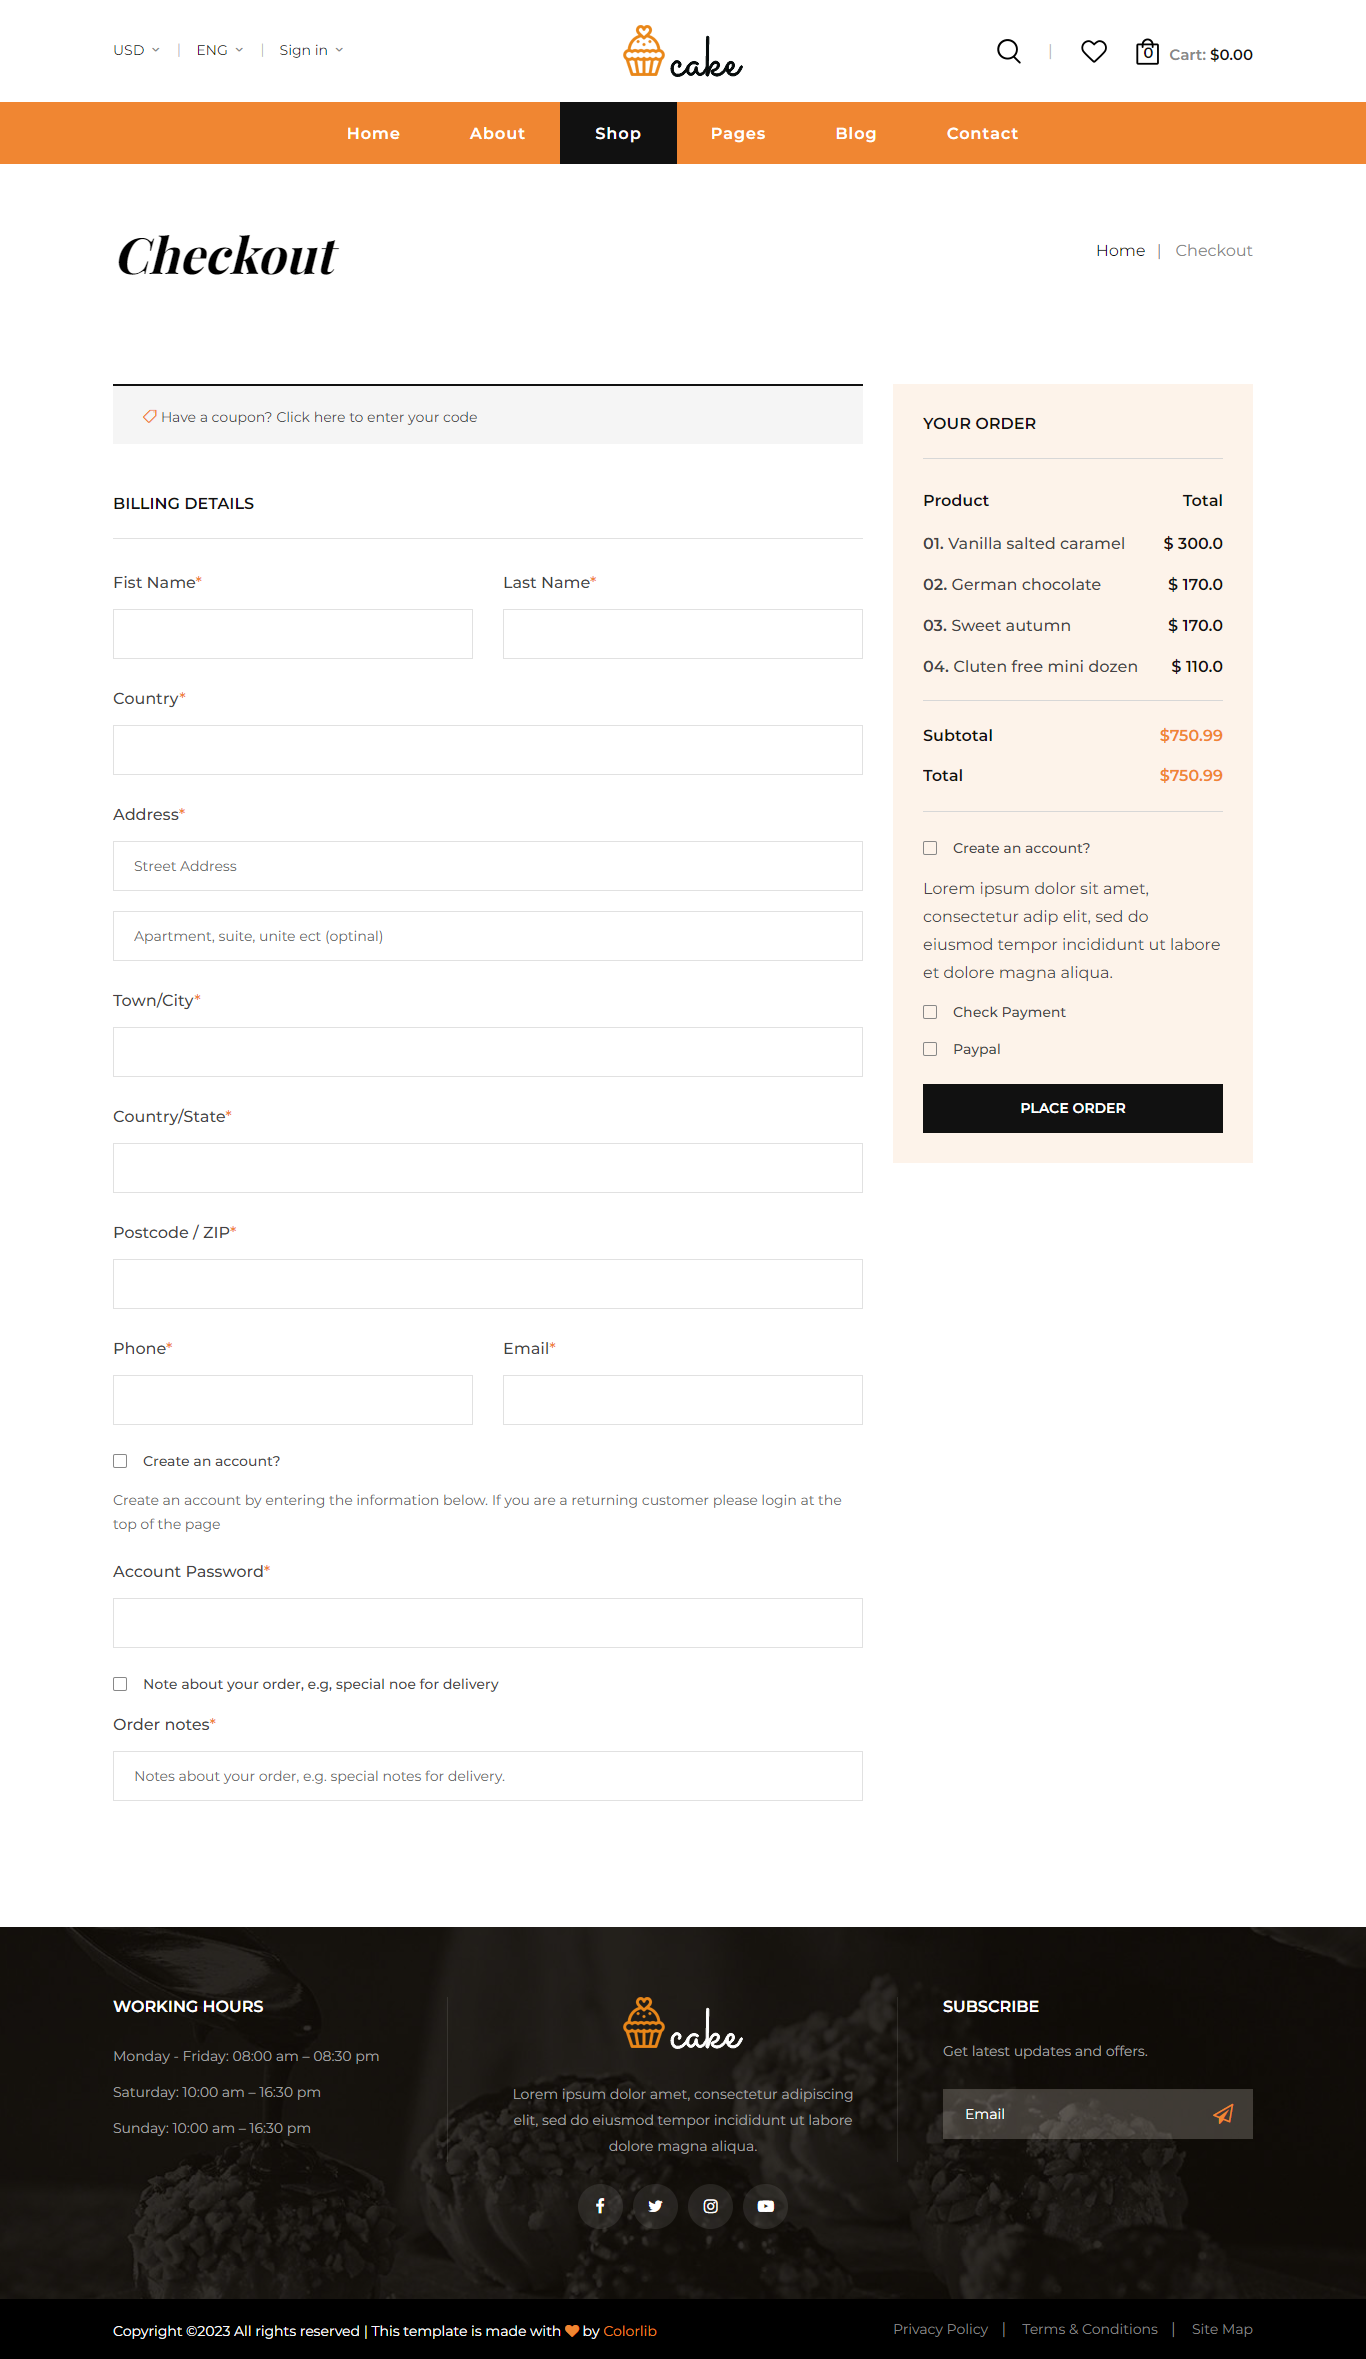 USD | ENG | Sign in
cake
0 Cart: $0.00
Home About Shop Pages Blog Contact
Checkout
Home | Checkout
Have a coupon? Click here to enter your code
BILLING DETAILS
Fist Name* Last Name*
Country*
Address*
Street Address
Apartment, suite, unite ect (optinal)
Town/City*
Country/State*
Postcode / ZIP*
Phone* Email*
Create an account?
Create an account by entering the information below. If you are a returning customer please login at the
top of the page
Account Password*
Note about your order, e.g, special noe for delivery
Order notes*
Notes about your order, e.g. special notes for delivery.
YOUR ORDER
Product Total
01. Vanilla salted caramel $ 300.0
02. German chocolate $ 170.0
03. Sweet autumn $ 170.0
04. Cluten free mini dozen $ 110.0
Subtotal $750.99
Total $750.99
Create an account?
Lorem ipsum dolor sit amet,
consectetur adip elit, sed do
eiusmod tempor incididunt ut labore
et dolore magna aliqua.
Check Payment
Paypal
PLACE ORDER
WORKING HOURS
Monday - Friday: 08:00 am – 08:30 pm
Saturday: 10:00 am – 16:30 pm
Sunday: 10:00 am – 16:30 pm
cake
Lorem ipsum dolor amet, consectetur adipiscing
elit, sed do eiusmod tempor incididunt ut labore
dolore magna aliqua.
SUBSCRIBE
Get latest updates and offers.
Email
Copyright ©2023 All rights reserved | This template is made with by Colorlib
Privacy Policy | Terms & Conditions | Site Map